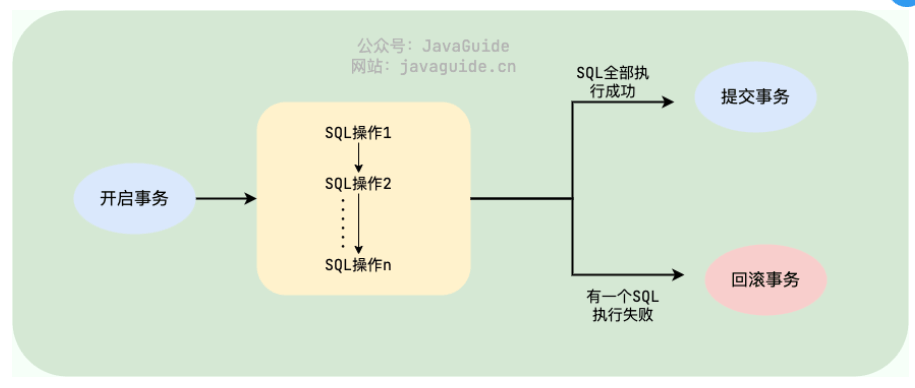 公众号：JavaGuide
网站：javaguide.cn
SQL全部执
行成功
提交事务
SQL操作1
开启事务
SQL操作2
SQL操作n
回滚事务
有一个SQL
执行失败